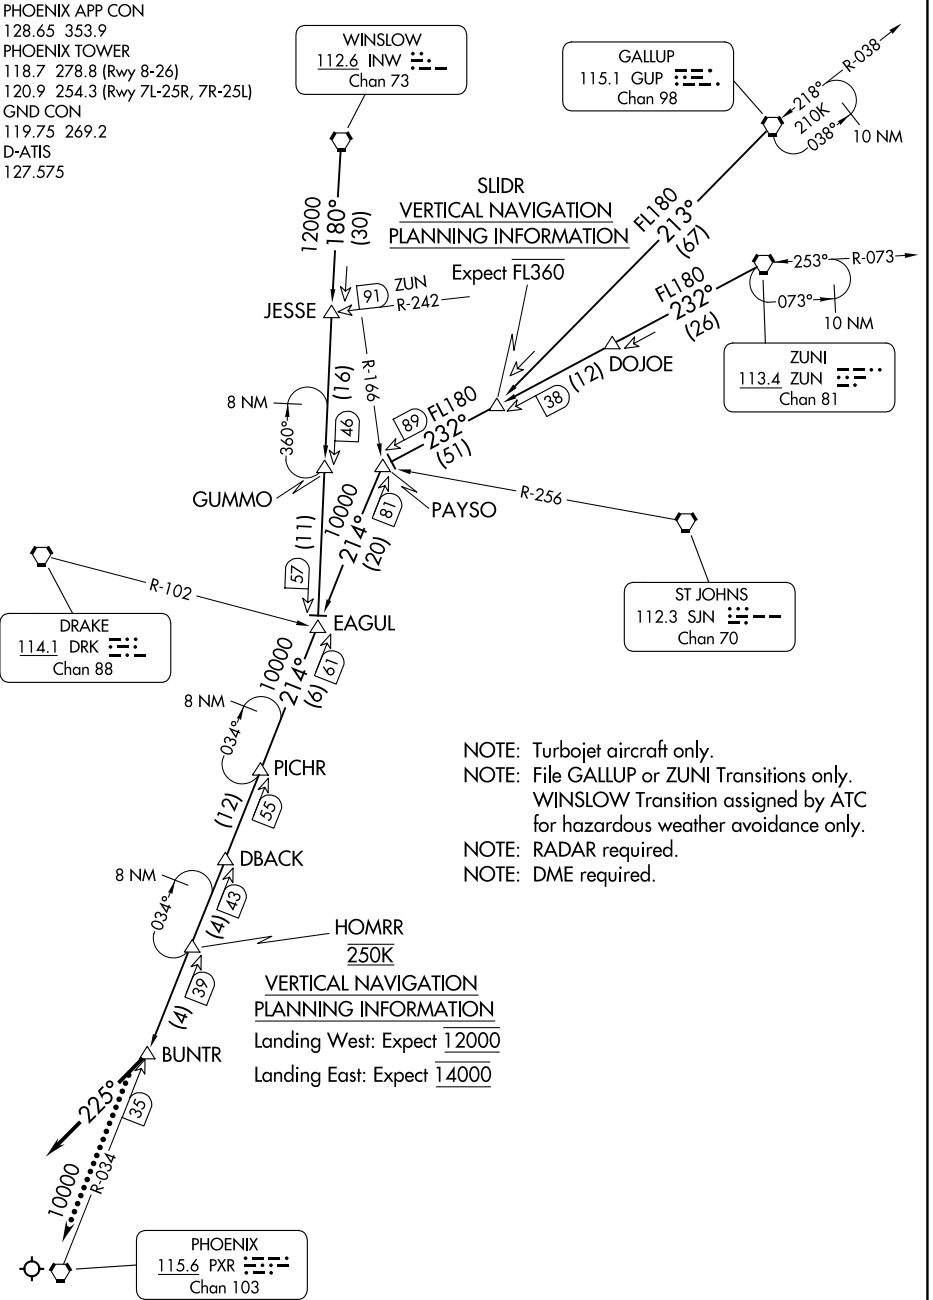 PHOENIX APP CON
128.65 353.9
PHOENIX TOWER
118.7 278.8 (Rwy 8-26)
120.9 254.3 (Rwy 7L-25R, 7R-25L)
GND CON
119.75 269.2
D-ATIS
127.575
WINSLOW
112.6 INW
Chan 73
GALLUP
115.1 GUP
Chan 98
R-038
218°
210K
038°
10 NM
12000
180°
(30)
SLIDR
VERTICAL NAVIGATION
PLANNING INFORMATION
Expect FL360
FL180
213°
(67)
FL180
232°
(26)
253°
R-073
073°
10 NM
ZUNI
113.4 ZUN
Chan 81
JESSE
91
ZUN
R-242
R-166
DOJOE
(12)
38
(16)
8 NM
360°
46
89
FL180
232°
(51)
GUMMO
PAYSO
81
R-256
10000
214°
(20)
(11)
57
R-102
DRAKE
114.1 DRK
Chan 88
ST JOHNS
112.3 SJN
Chan 70
EAGUL
61
10000
214°
(6)
8 NM
034°
PICHR
55
(12)
DBACK
43
(4)
8 NM
034°
HOMRR
250K
VERTICAL NAVIGATION
PLANNING INFORMATION
Landing West: Expect 12000
Landing East: Expect 14000
39
(4)
BUNTR
35
225°
10000
R-034
PHOENIX
115.6 PXR
Chan 103
NOTE: Turbojet aircraft only.
NOTE: File GALLUP or ZUNI Transitions only.
WINSLOW Transition assigned by ATC
for hazardous weather avoidance only.
NOTE: RADAR required.
NOTE: DME required.